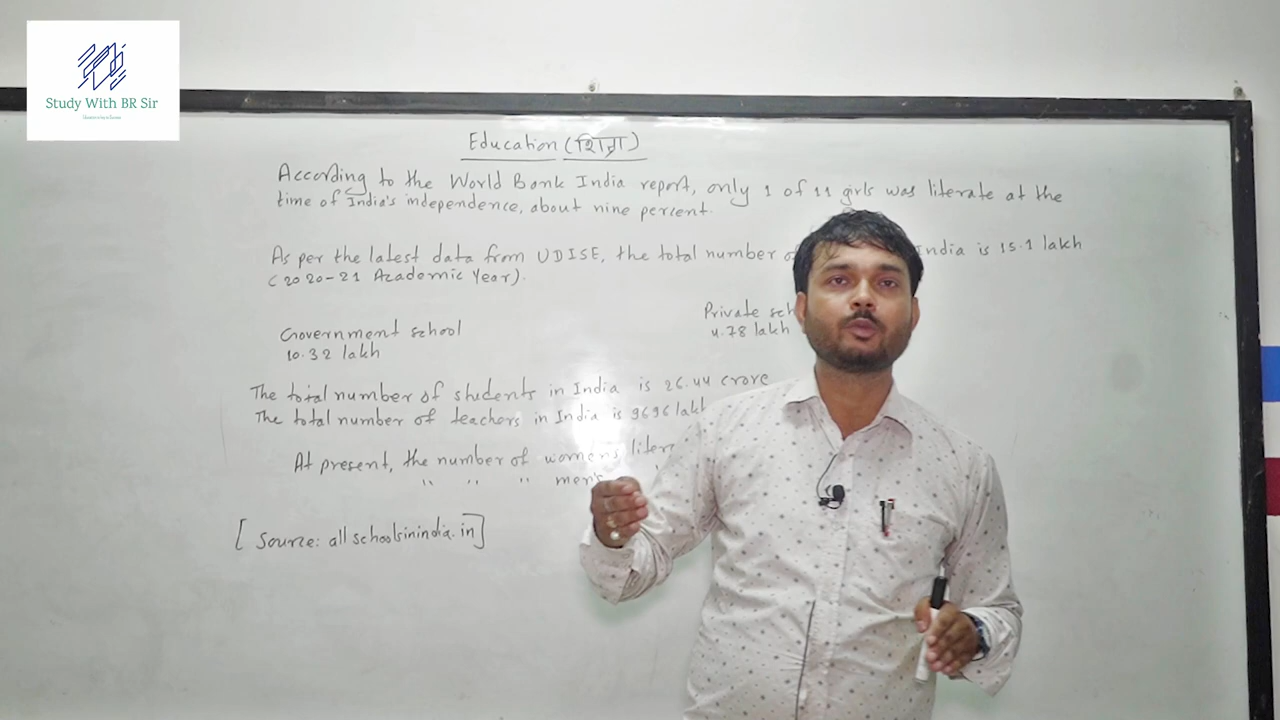 Study With BR Sir
Education (शिक्षा)
According to the World Bank India report, only 1 of 11 girls was literate at the
time of India's independence, about nine percent.
As per the latest data from UDISE, the total number of India is 15.1 lakh
(2020-21 Academic Year).
Government school
10.32 lakh
Private sch
4.78 lakh
The total number of students in India is 26.44 crore
The total number of teachers in India is 9696 lakh
At present, the number of womens liter
" " " men's "
[Source: allschoolsinindia.in]